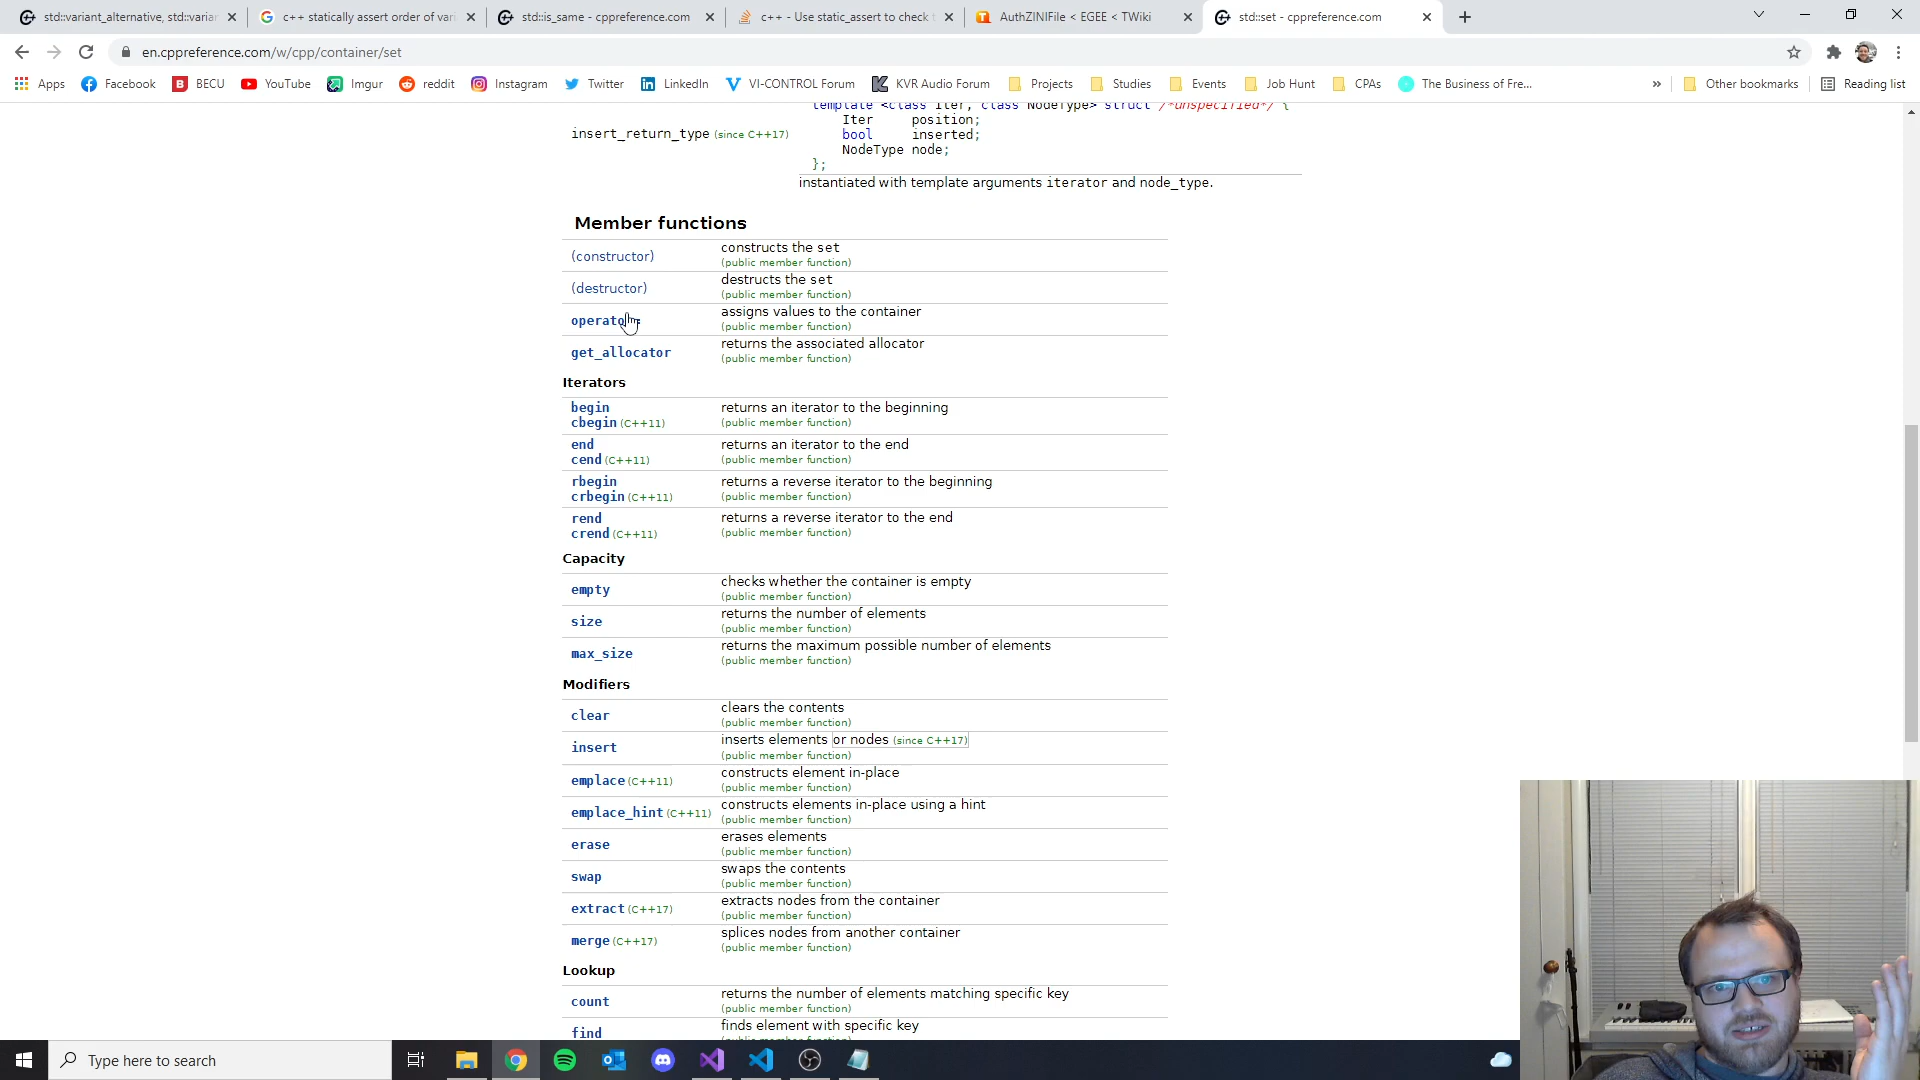 std::variant_alternative, std::varian
c++ statically assert order of vari
std::is_same - cppreference.com
c++ - Use static_assert to check t
AuthZINIFile < EGEE < TWiki
std::set - cppreference.com
en.cppreference.com/w/cpp/container/set
Apps Facebook BECU YouTube Imgur reddit Instagram Twitter LinkedIn VI-CONTROL Forum KVR Audio Forum Projects Studies Events Job Hunt CPAs The Business of Fre... » Other bookmarks Reading list
template <class Iter, class NodeType> struct /*unspecified*/ {
Iter position;
insert_return_type (since C++17) bool inserted;
NodeType node;
};
instantiated with template arguments iterator and node_type.
Member functions
(constructor) constructs the set
(public member function)
(destructor) destructs the set
(public member function)
operator= assigns values to the container
(public member function)
get_allocator returns the associated allocator
(public member function)
Iterators
begin returns an iterator to the beginning
cbegin (C++11) (public member function)
end returns an iterator to the end
cend (C++11) (public member function)
rbegin returns a reverse iterator to the beginning
crbegin (C++11) (public member function)
rend returns a reverse iterator to the end
crend (C++11) (public member function)
Capacity
empty checks whether the container is empty
(public member function)
size returns the number of elements
(public member function)
max_size returns the maximum possible number of elements
(public member function)
Modifiers
clear clears the contents
(public member function)
insert inserts elements or nodes (since C++17)
(public member function)
emplace (C++11) constructs element in-place
(public member function)
emplace_hint (C++11) constructs elements in-place using a hint
(public member function)
erase erases elements
(public member function)
swap swaps the contents
(public member function)
extract (C++17) extracts nodes from the container
(public member function)
merge (C++17) splices nodes from another container
(public member function)
Lookup
count returns the number of elements matching specific key
(public member function)
find finds element with specific key
Type here to search